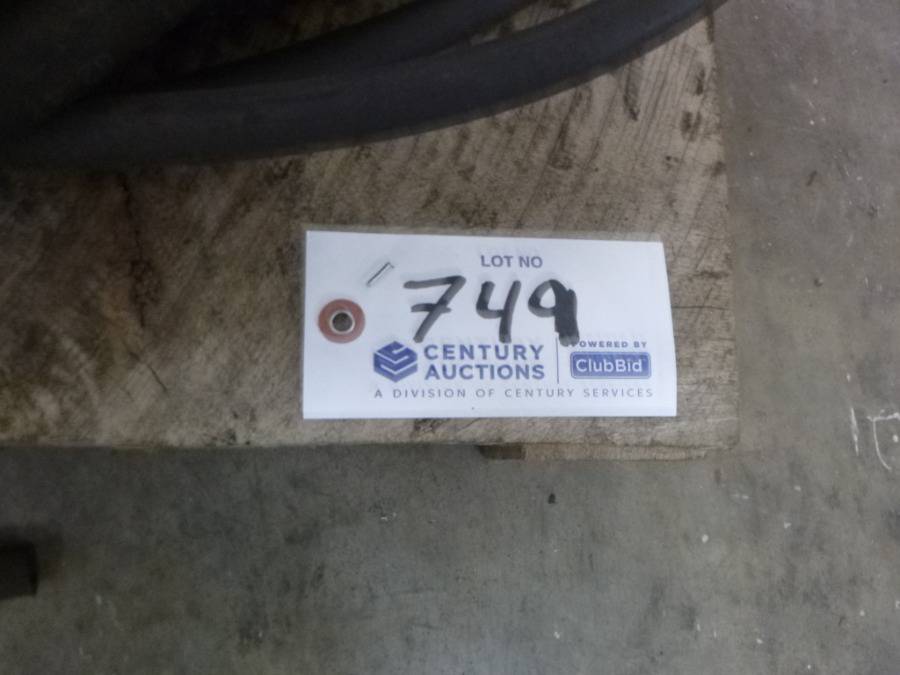 LOT NO
749
CENTURY AUCTIONS
POWERED BY
ClubBid
A DIVISION OF CENTURY SERVICES